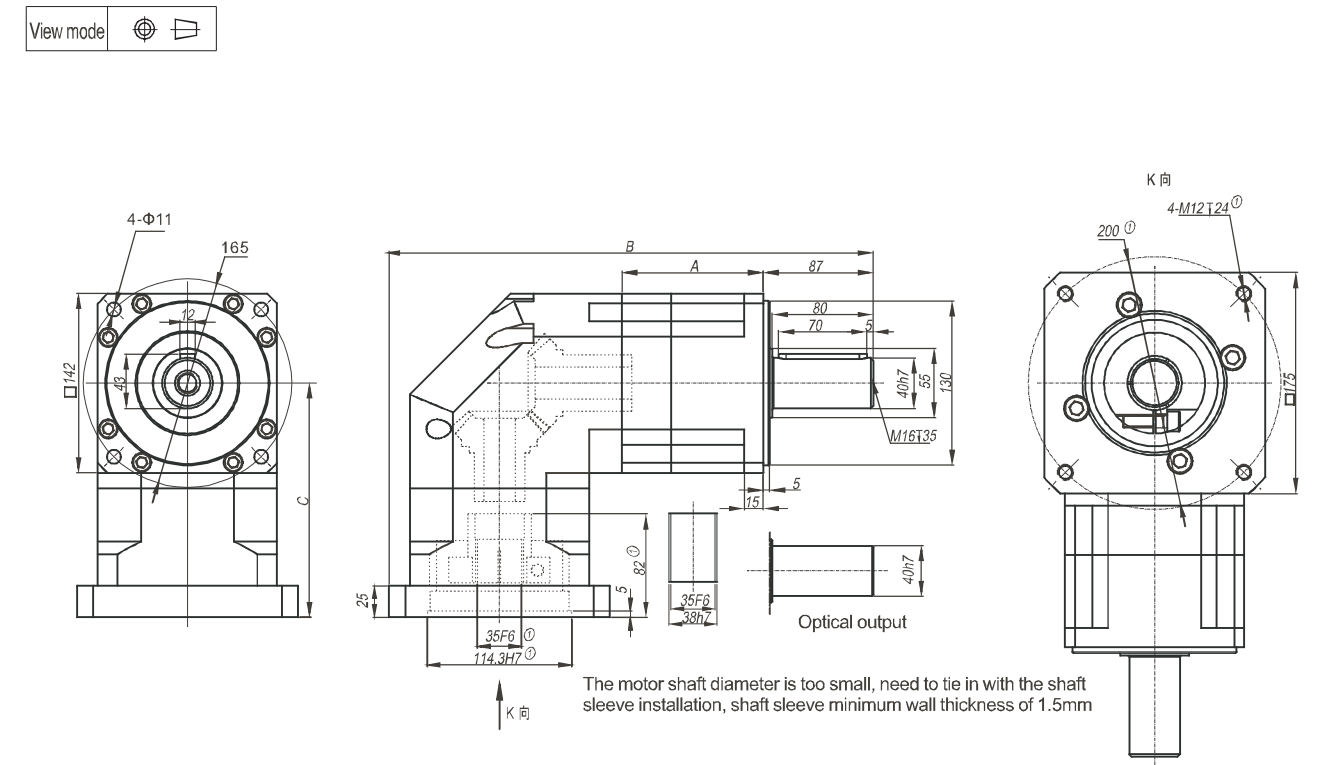 View mode
K 向
4-M12↧24①
200①
4-Φ11
165
B
A
87
80
70
5
12
43
□142
40h7
55
130
□175
M16↧35
C
5
15
82①
5
25
35F6
38h7
40h7
Optical output
35F6 ①
114.3H7①
The motor shaft diameter is too small, need to tie in with the shaft
sleeve installation, shaft sleeve minimum wall thickness of 1.5mm
K 向